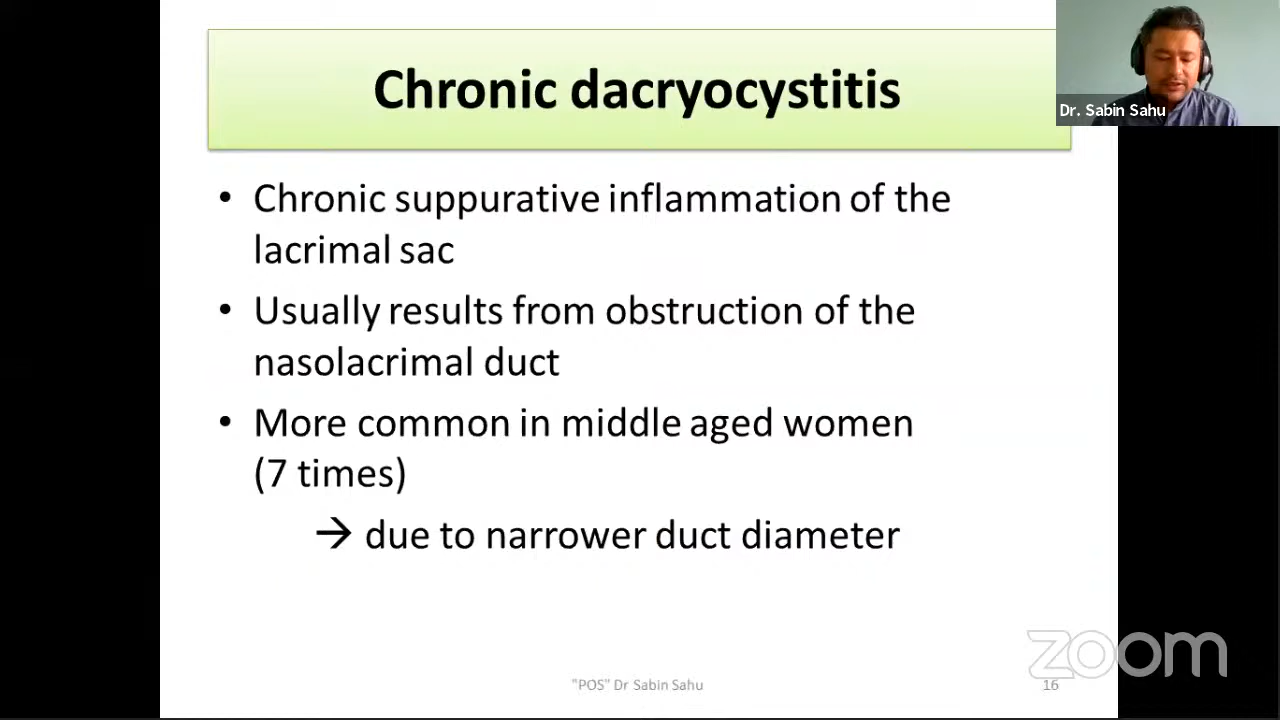 Chronic dacryocystitis
Dr. Sabin Sahu
• Chronic suppurative inflammation of the
lacrimal sac
• Usually results from obstruction of the
nasolacrimal duct
• More common in middle aged women
(7 times)
→ due to narrower duct diameter
zoom
"POS" Dr Sabin Sahu
16